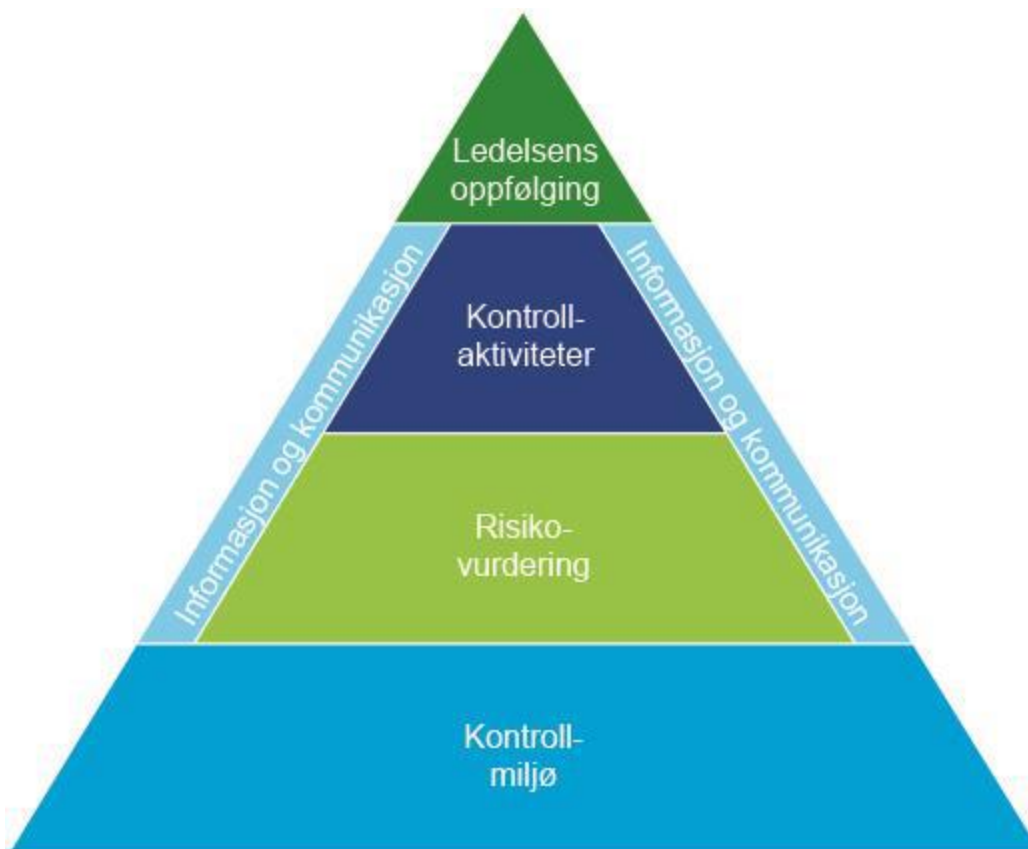 Ledelsens
oppfølging
Informasjon og kommunikasjon
Kontroll-
aktiviteter
Informasjon og kommunikasjon
Risiko-
vurdering
Kontroll-
miljø